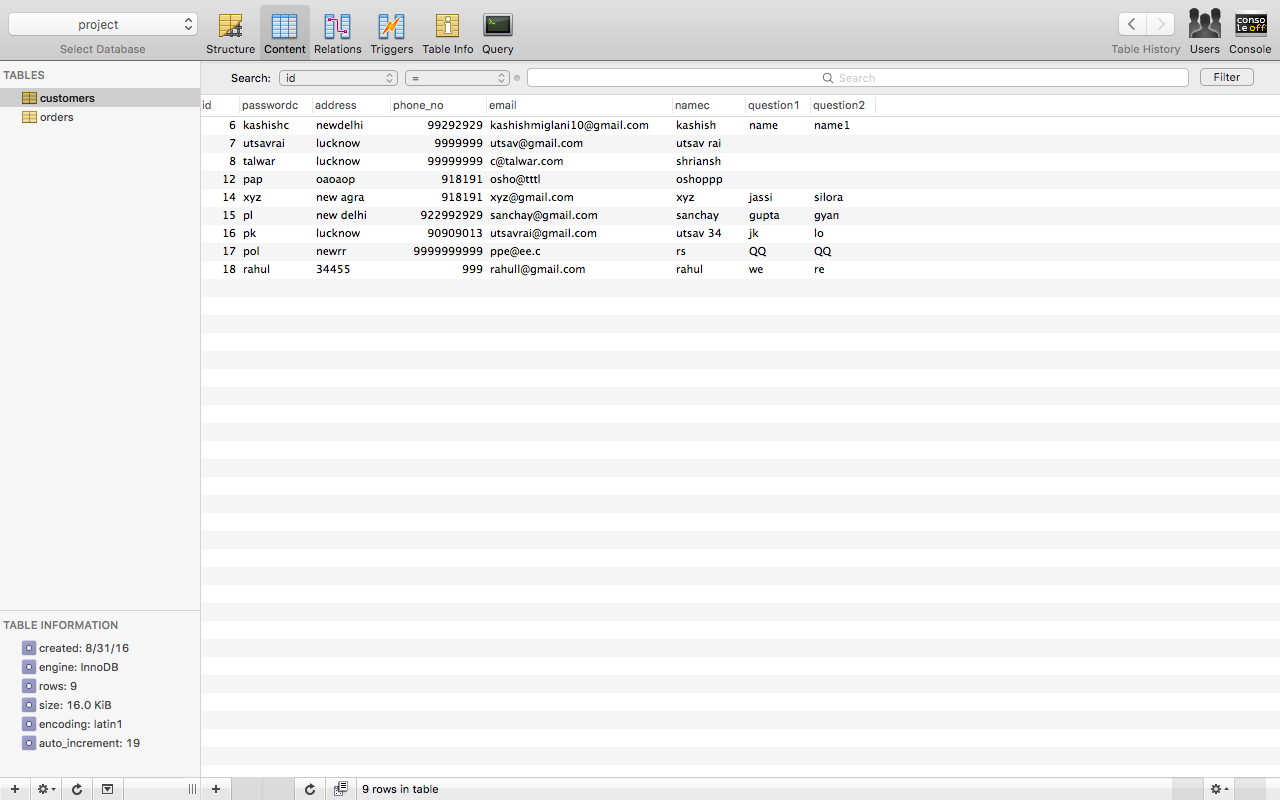 project
Select Database
Structure Content Relations Triggers Table Info Query
Table History Users Console
conso
le off
TABLES
customers
orders
Search: id = Search Filter
id passwordc address phone_no email namec question1 question2
6 kashishc newdelhi 99292929 kashishmiglani10@gmail.com kashish name name1
7 utsavrai lucknow 9999999 utsav@gmail.com utsav rai
8 talwar lucknow 99999999 c@talwar.com shriansh
12 pap oaoaop 918191 osho@tttl oshoppp
14 xyz new agra 918191 xyz@gmail.com xyz jassi silora
15 pl new delhi 922992929 sanchay@gmail.com sanchay gupta gyan
16 pk lucknow 90909013 utsavrai@gmail.com utsav 34 jk lo
17 pol newrr 9999999999 ppe@ee.c rs QQ QQ
18 rahul 34455 999 rahull@gmail.com rahul we re
TABLE INFORMATION
created: 8/31/16
engine: InnoDB
rows: 9
size: 16.0 KiB
encoding: latin1
auto_increment: 19
9 rows in table